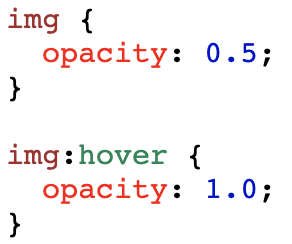 img {
  opacity: 0.5;
}

img:hover {
  opacity: 1.0;
}